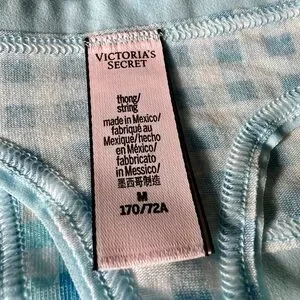 VICTORIA'S
SECRET
thong/
string
made in Mexico/
fabriqué au
Mexique/hecho
en México/
fabbricato
in Messico/
墨西哥制造
M
170/72A